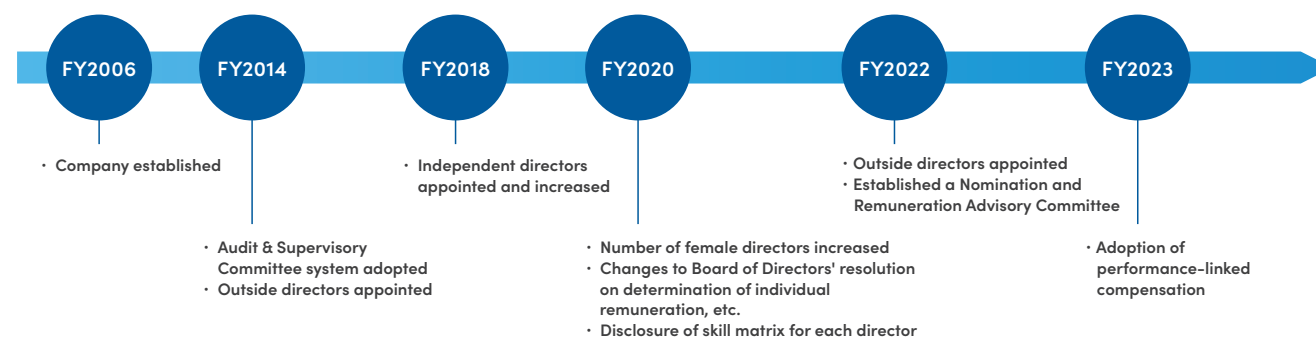 FY2006
FY2014
FY2018
FY2020
FY2022
FY2023
· Company established
· Audit & Supervisory
Committee system adopted
· Outside directors appointed
· Independent directors
appointed and increased
· Number of female directors increased
· Changes to Board of Directors' resolution
on determination of individual
remuneration, etc.
· Disclosure of skill matrix for each director
· Outside directors appointed
· Established a Nomination and
Remuneration Advisory Committee
· Adoption of
performance-linked
compensation